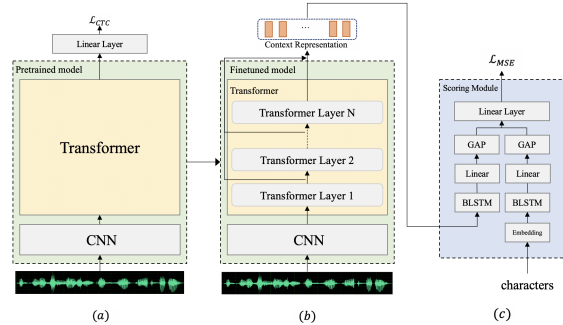 ℒ_CTC
Linear Layer
Pretrained model
Transformer
CNN
(a)
...
Context Representation
Finetuned model
Transformer
Transformer Layer N
Transformer Layer 2
Transformer Layer 1
CNN
(b)
ℒ_MSE
Scoring Module
Linear Layer
GAP GAP
Linear Linear
BLSTM BLSTM
Embedding
characters
(c)